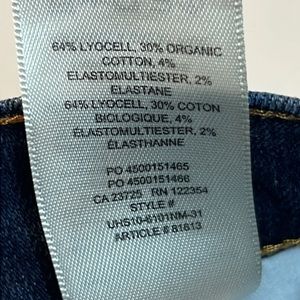 64% LYOCELL, 30% ORGANIC
COTTON, 4%
ELASTOMULTIESTER, 2%
ELASTANE
64% LYOCELL, 30% COTON
BIOLOGIQUE, 4%
ELASTOMULTIESTER, 2%
ÉLASTHANNE
PO 4500151465
PO 4500151466
CA 23725 RN 122354
STYLE #
UHS10-6101NM-31
ARTICLE # 81613